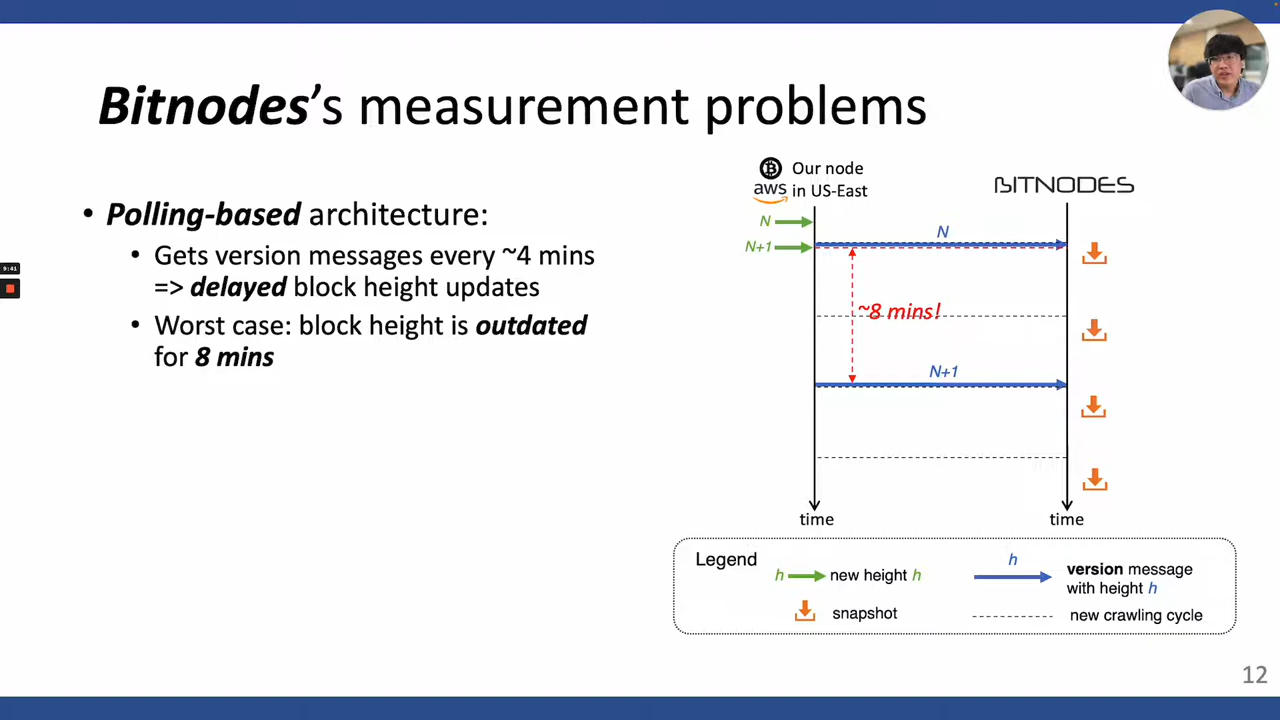 Bitnodes's measurement problems
• Polling-based architecture:
• Gets version messages every ~4 mins
=> delayed block height updates
• Worst case: block height is outdated
for 8 mins
Our node
aws in US-East
BITNODES
N
N+1
N
~8 mins!
N+1
time
time
Legend
h new height h
snapshot
h
version message
with height h
new crawling cycle
9:41
12